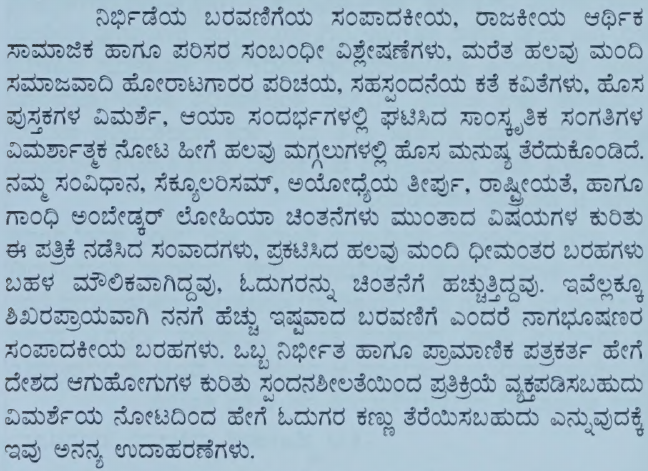 ನಿರ್ಭಿಡೆಯ ಬರವಣಿಗೆಯ ಸಂಪಾದಕೀಯ, ರಾಜಕೀಯ ಆರ್ಥಿಕ
ಸಾಮಾಜಿಕ ಹಾಗೂ ಪರಿಸರ ಸಂಬಂಧೀ ವಿಶ್ಲೇಷಣೆಗಳು, ಮರೆತ ಹಲವು ಮಂದಿ
ಸಮಾಜವಾದಿ ಹೋರಾಟಗಾರರ ಪರಿಚಯ, ಸಹಸ್ಪಂದನೆಯ ಕತೆ ಕವಿತೆಗಳು, ಹೊಸ
ಪುಸ್ತಕಗಳ ವಿಮರ್ಶೆ, ಆಯಾ ಸಂದರ್ಭಗಳಲ್ಲಿ ಘಟಿಸಿದ ಸಾಂಸ್ಕೃತಿಕ ಸಂಗತಿಗಳ
ವಿಮರ್ಶಾತ್ಮಕ ನೋಟ ಹೀಗೆ ಹಲವು ಮಗ್ಗಲುಗಳಲ್ಲಿ ಹೊಸ ಮನುಷ್ಯ ತೆರೆದುಕೊಂಡಿದೆ.
ನಮ್ಮ ಸಂವಿಧಾನ, ಸೆಕ್ಯೂಲರಿಸಮ್, ಅಯೋಧ್ಯೆಯ ತೀರ್ಪು, ರಾಷ್ಟ್ರೀಯತೆ, ಹಾಗೂ
ಗಾಂಧಿ ಅಂಬೇಡ್ಕರ್ ಲೋಹಿಯಾ ಚಿಂತನೆಗಳು ಮುಂತಾದ ವಿಷಯಗಳ ಕುರಿತು
ಈ ಪತ್ರಿಕೆ ನಡೆಸಿದ ಸಂವಾದಗಳು, ಪ್ರಕಟಿಸಿದ ಹಲವು ಮಂದಿ ಧೀಮಂತರ ಬರಹಗಳು
ಬಹಳ ಮೌಲಿಕವಾಗಿದ್ದವು, ಓದುಗರನ್ನು ಚಿಂತನೆಗೆ ಹಚ್ಚುತ್ತಿದ್ದವು. ಇವೆಲ್ಲಕ್ಕೂ
ಶಿಖರಪ್ರಾಯವಾಗಿ ನನಗೆ ಹೆಚ್ಚು ಇಷ್ಟವಾದ ಬರವಣಿಗೆ ಎಂದರೆ ನಾಗಭೂಷಣರ
ಸಂಪಾದಕೀಯ ಬರಹಗಳು. ಒಬ್ಬ ನಿರ್ಭೀತ ಹಾಗೂ ಪ್ರಾಮಾಣಿಕ ಪತ್ರಕರ್ತ ಹೇಗೆ
ದೇಶದ ಆಗುಹೋಗುಗಳ ಕುರಿತು ಸ್ಪಂದನಶೀಲತೆಯಿಂದ ಪ್ರತಿಕ್ರಿಯೆ ವ್ಯಕ್ತಪಡಿಸಬಹುದು
ವಿಮರ್ಶೆಯ ನೋಟದಿಂದ ಹೇಗೆ ಓದುಗರ ಕಣ್ಣು ತೆರೆಯಿಸಬಹುದು ಎನ್ನುವುದಕ್ಕೆ
ಇವು ಅನನ್ಯ ಉದಾಹರಣೆಗಳು.